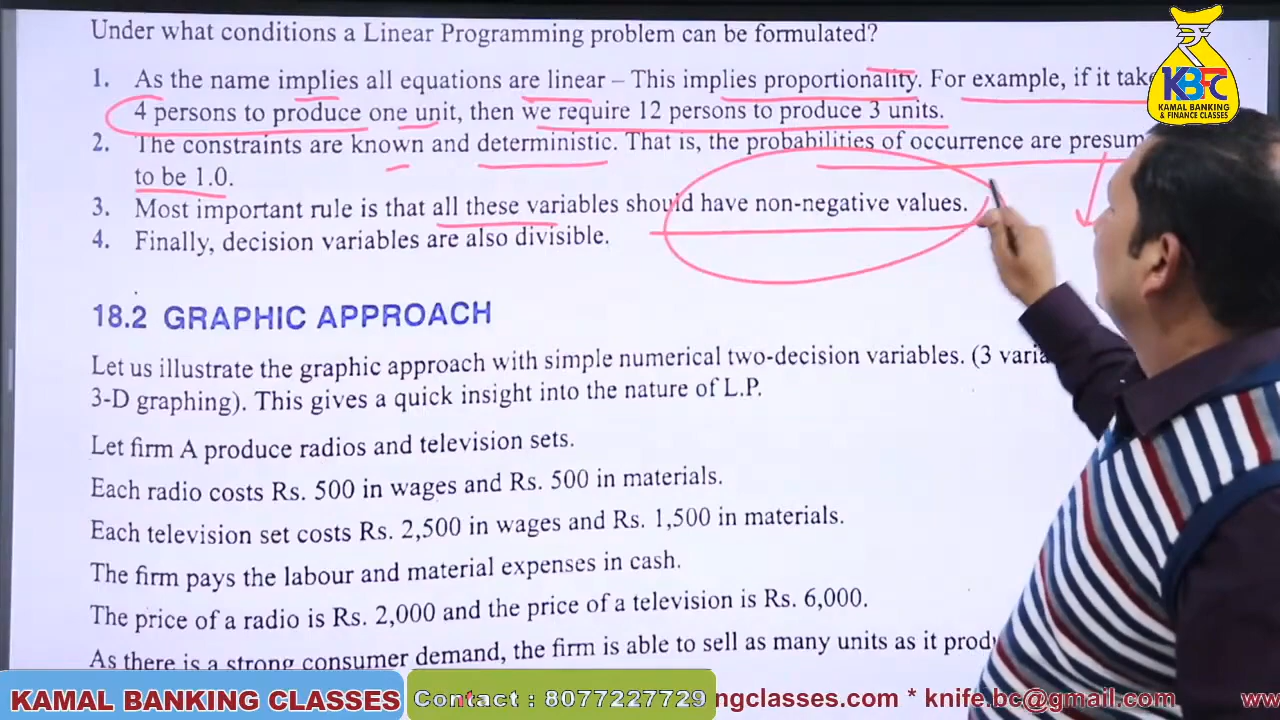 Under what conditions a Linear Programming problem can be formulated?
1. As the name implies all equations are linear – This implies proportionality. For example, if it
4 persons to produce one unit, then we require 12 persons to produce 3 units.
2. The constraints are known and deterministic. That is, the probabilities of occurrence are
to be 1.0.
3. Most important rule is that all these variables should have non-negative values.
4. Finally, decision variables are also divisible.
18.2 GRAPHIC APPROACH
Let us illustrate the graphic approach with simple numerical two-decision variables. (3
3-D graphing). This gives a quick insight into the nature of L.P.
Let firm A produce radios and television sets.
Each radio costs Rs. 500 in wages and Rs. 500 in materials.
Each television set costs Rs. 2,500 in wages and Rs. 1,500 in materials.
The firm pays the labour and material expenses in cash.
The price of a radio is Rs. 2,000 and the price of a television is Rs. 6,000.
As there is a strong consumer demand, the firm is able to sell as many units as it
KBFC
KAMAL BANKING
& FINANCE CLASSES
KAMAL BANKING CLASSES
Contact : 8077227729
ngclasses.com * knife.bc@gmail.com